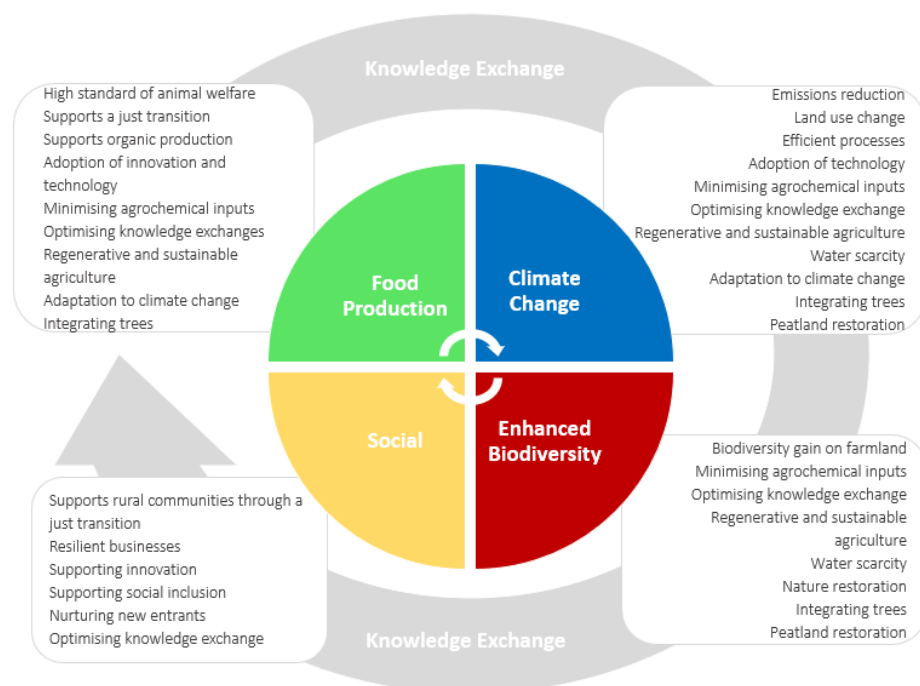 Knowledge Exchange
High standard of animal welfare
Supports a just transition
Supports organic production
Adoption of innovation and
technology
Minimising agrochemical inputs
Optimising knowledge exchanges
Regenerative and sustainable
agriculture
Adaptation to climate change
Integrating trees
Emissions reduction
Land use change
Efficient processes
Adoption of technology
Minimising agrochemical inputs
Optimising knowledge exchange
Regenerative and sustainable agriculture
Water scarcity
Adaptation to climate change
Integrating trees
Peatland restoration
Food
Production
Climate
Change
Social
Enhanced
Biodiversity
Supports rural communities through a
just transition
Resilient businesses
Supporting innovation
Supporting social inclusion
Nurturing new entrants
Optimising knowledge exchange
Biodiversity gain on farmland
Minimising agrochemical inputs
Optimising knowledge exchange
Regenerative and sustainable
agriculture
Water scarcity
Nature restoration
Integrating trees
Peatland restoration
Knowledge Exchange